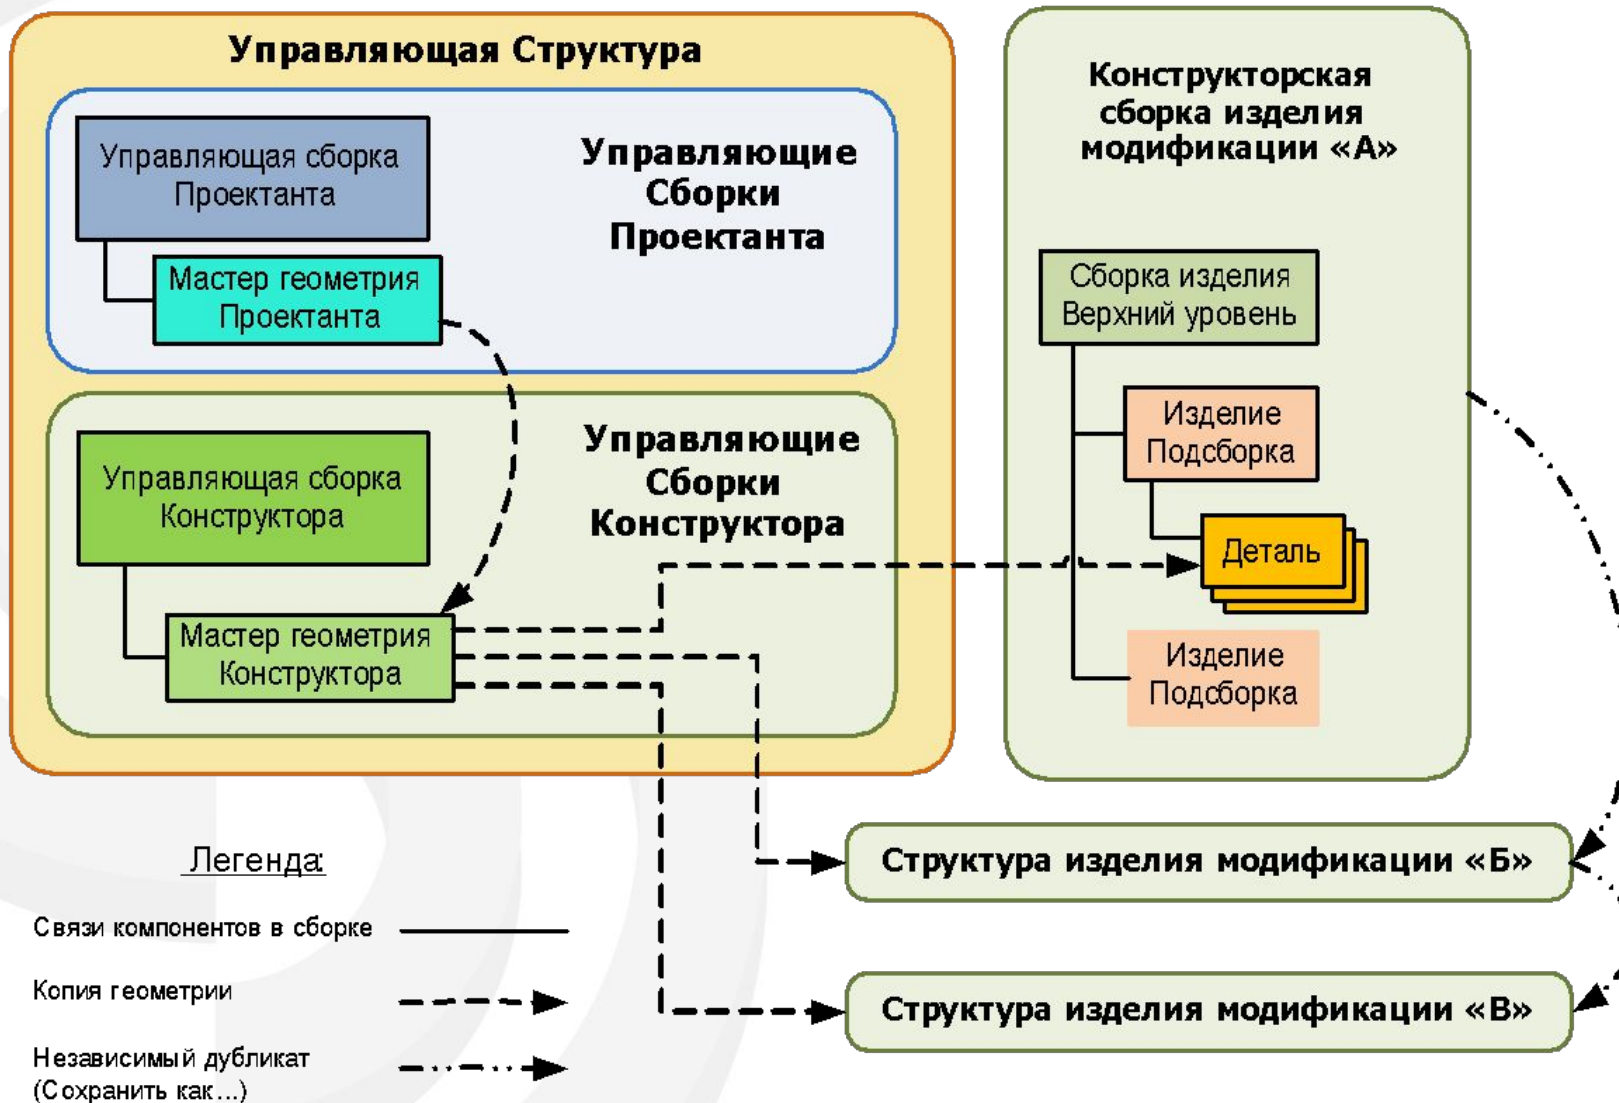 Управляющая Структура
Управляющая сборка
Проектанта
Мастер геометрия
Проектанта
Управляющие
Сборки
Проектанта
Управляющая сборка
Конструктора
Мастер геометрия
Конструктора
Управляющие
Сборки
Конструктора
Конструкторская
сборка изделия
модификации «А»
Сборка изделия
Верхний уровень
Изделие
Подсборка
Деталь
Изделие
Подсборка
Структура изделия модификации «Б»
Структура изделия модификации «В»
Легенда:
Связи компонентов в сборке
Копия геометрии
Независимый дубликат
(Сохранить как...)